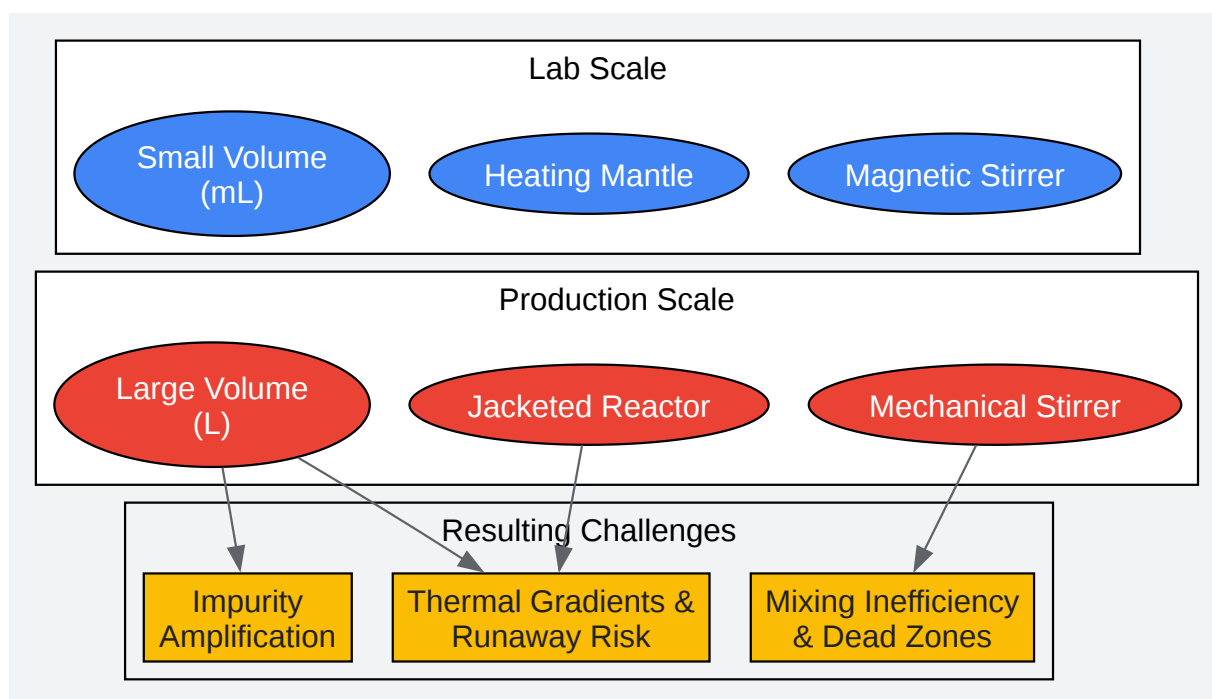 Lab Scale
Small Volume
(mL)
Heating Mantle
Magnetic Stirrer
Production Scale
Large Volume
(L)
Jacketed Reactor
Mechanical Stirrer
Resulting Challenges
Impurity
Amplification
Thermal Gradients &
Runaway Risk
Mixing Inefficiency
& Dead Zones